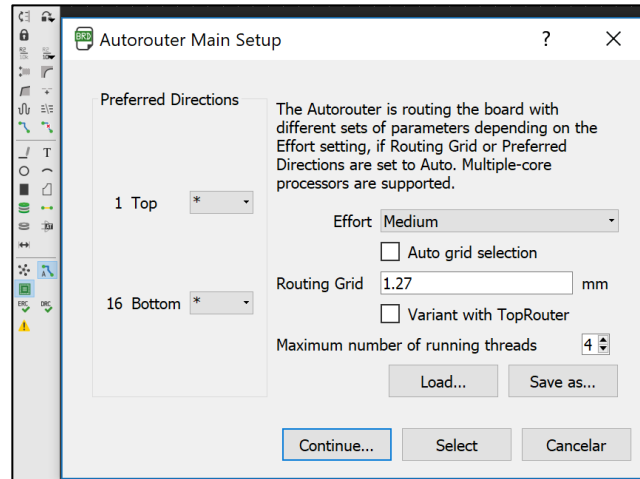 BRD
Autorouter Main Setup
?
Preferred Directions
The Autorouter is routing the board with
different sets of parameters depending on the
Effort setting, if Routing Grid or Preferred
Directions are set to Auto. Multiple-core
processors are supported.
1 Top *
Effort Medium
Auto grid selection
Routing Grid 1.27 mm
16 Bottom *
Variant with TopRouter
Maximum number of running threads 4
Load... Save as...
Continue... Select Cancelar
T
ERC DRC